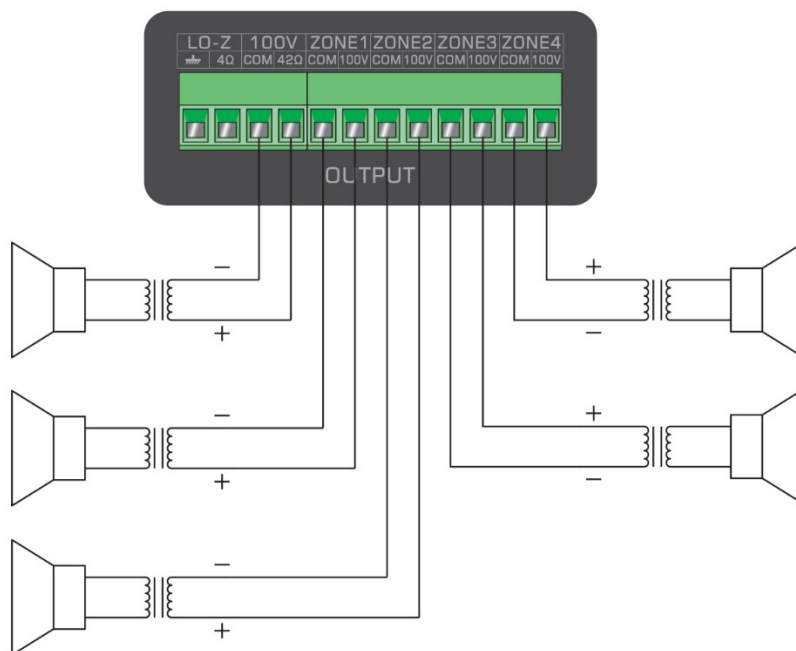 LO-Z 100V ZONE1 ZONE2 ZONE3 ZONE4
4Ω COM 42Ω COM 100V COM 100V COM 100V COM 100V
OUTPUT
− +
+ −
− +
+ −
−
+